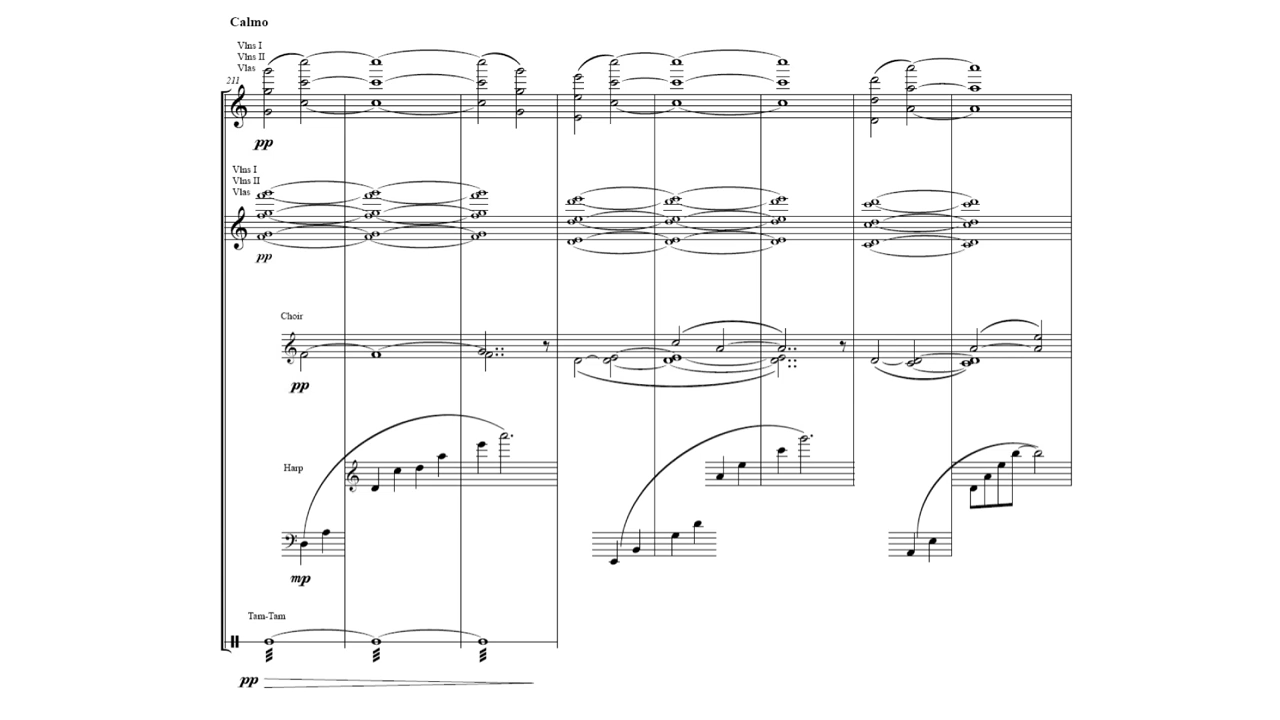 Calmo
Vlns I
Vlns II
Vlas
211
pp
Vlns I
Vlns II
Vlas
pp
Choir
pp
Harp
mp
Tam-Tam
pp